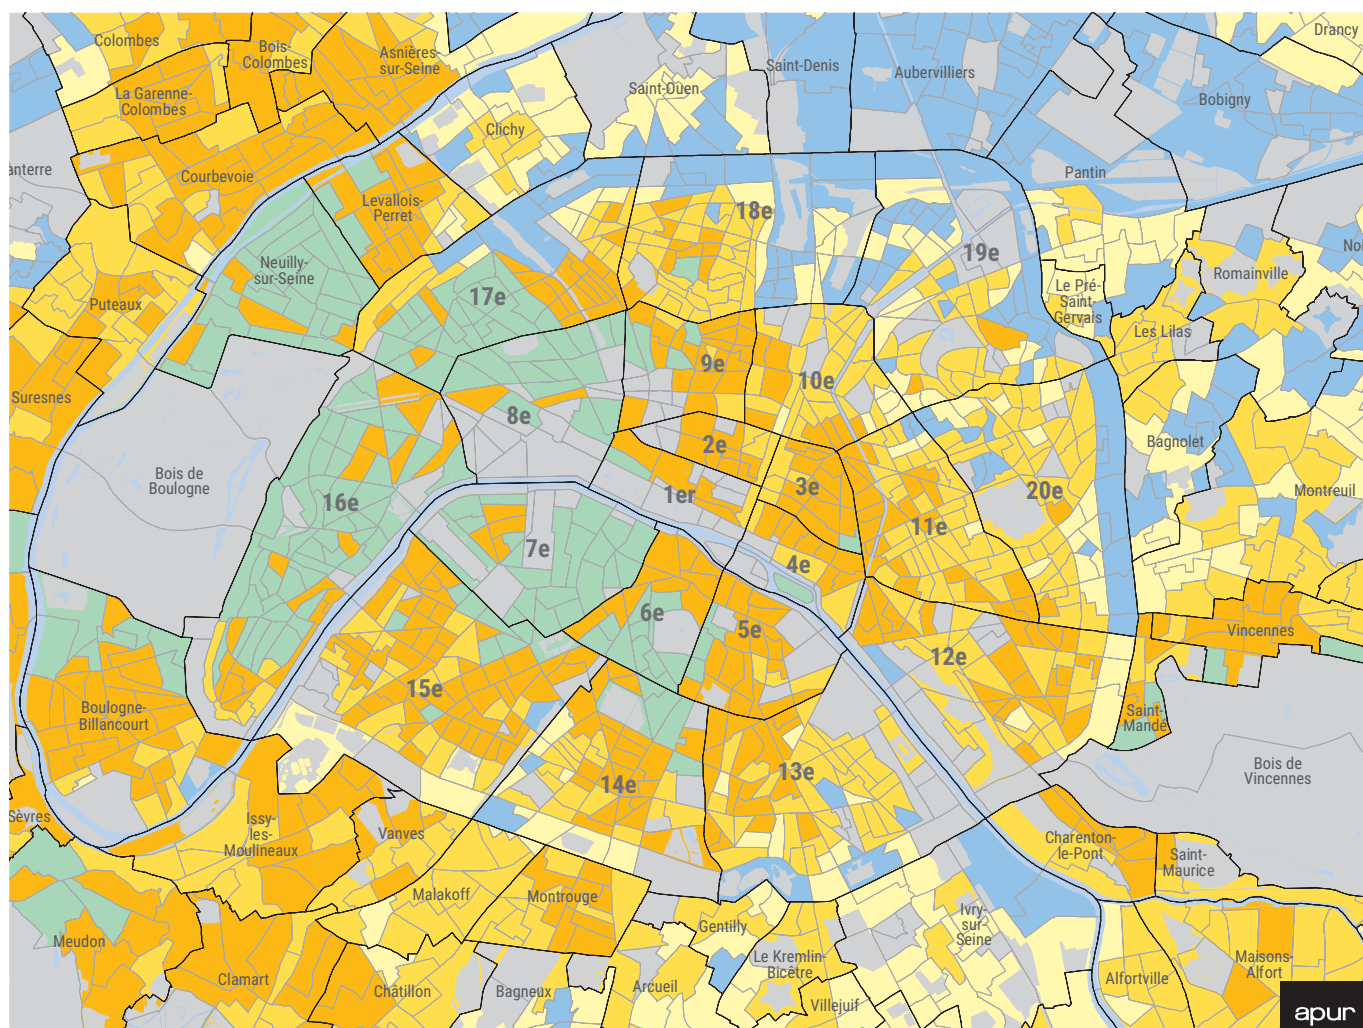 Colombes
Bois-
Colombes
Asnières-
sur-Seine
Drancy
Saint-Denis
Aubervilliers
Saint-Ouen
La Garenne-
Colombes
Bobigny
Clichy
anterre
Courbevoie
Pantin
Levallois-
Perret
18e
19e
No
Neuilly-
sur-Seine
Romainville
17e
Le Pré-
Saint-
Gervais
Puteaux
Les Lilas
9e
10e
Suresnes
8e
2e
Bagnolet
Bois de
Boulogne
3e
16e
1er
20e
Montreuil
11e
7e
4e
6e
5e
Vincennes
12e
15e
Boulogne-
Billancourt
Saint-
Mandé
13e
14e
Bois de
Vincennes
Sèvres
Issy-
les-
Moulineaux
Vanves
Charenton-
le-Pont
Saint-
Maurice
Malakoff
Montrouge
Ivry-
sur-
Seine
Gentilly
Meudon
Le Kremlin-
Bicêtre
Maisons-
Alfort
Clamart
Châtillon
Bagneux
Arcueil
Alfortville
Villejuif
apur